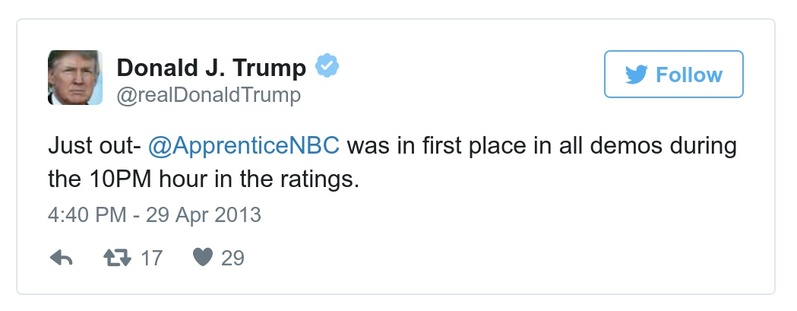 Donald J. Trump
@realDonaldTrump
Follow
Just out- @ApprenticeNBC was in first place in all demos during
the 10PM hour in the ratings.
4:40 PM - 29 Apr 2013
17 29